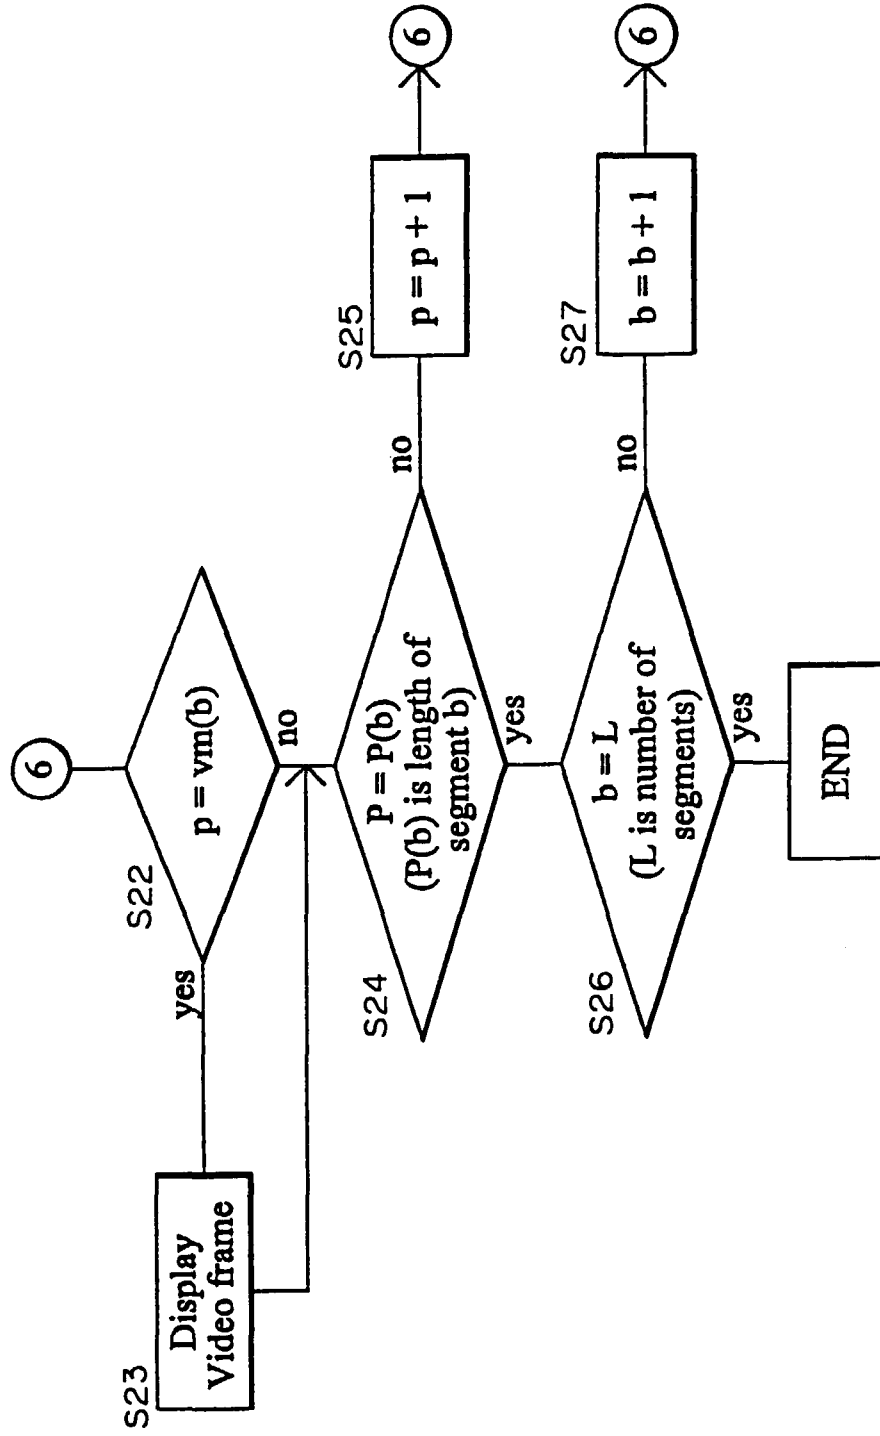 6
S22
p = vm(b)
yes
no
S23
Display
Video frame
S24
P = P(b)
(P(b) is length of
segment b)
no
yes
S25
p = p + 1
6
S26
b = L
(L is number of
segments)
no
yes
S27
b = b + 1
6
END